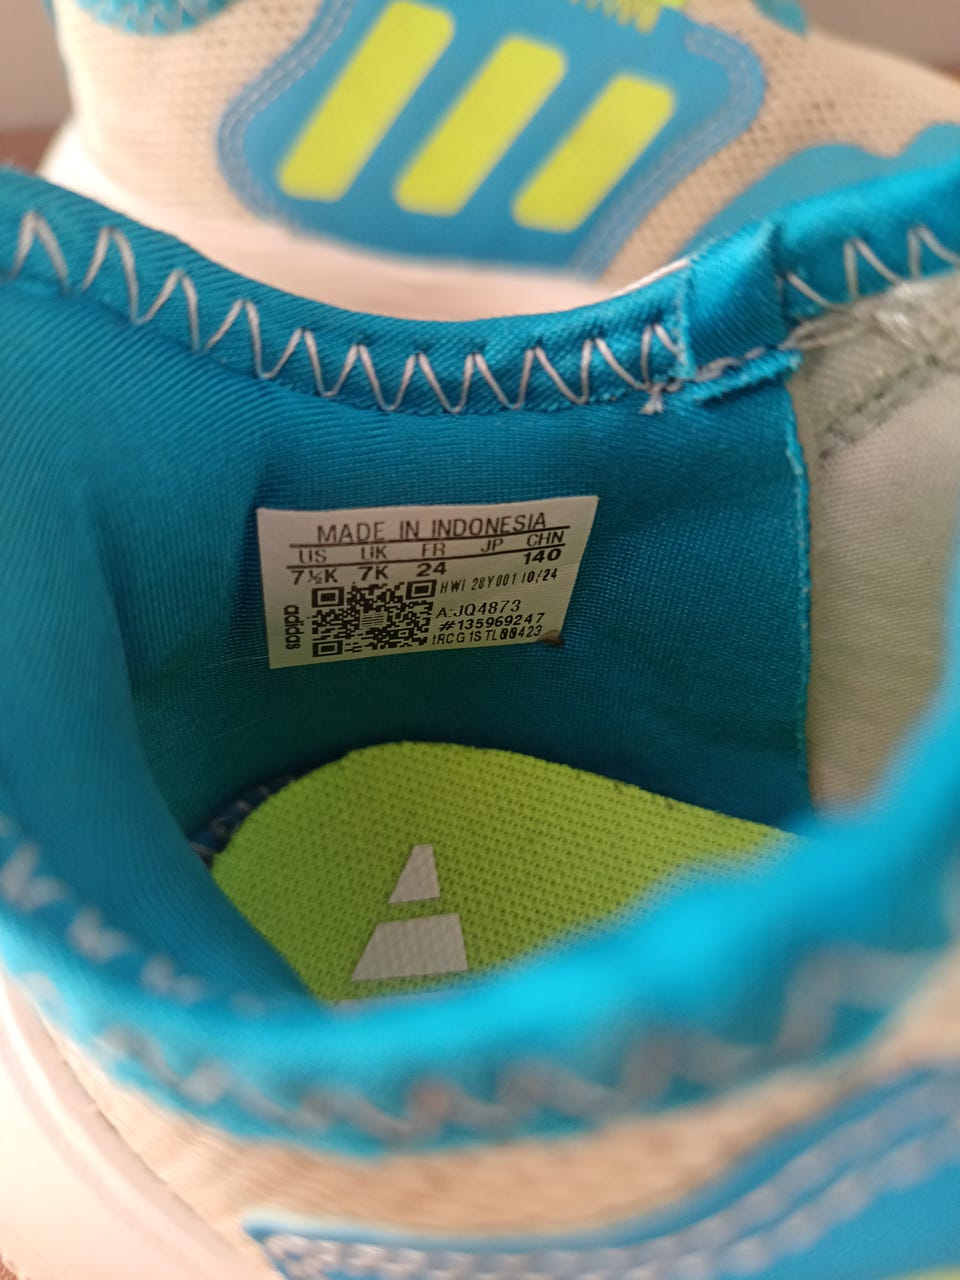 MADE IN INDONESIA
US UK FR JP CHN
7½K 7K 24 140
HWI 28Y001 10/24
adidas
A:JQ4873
#135969247